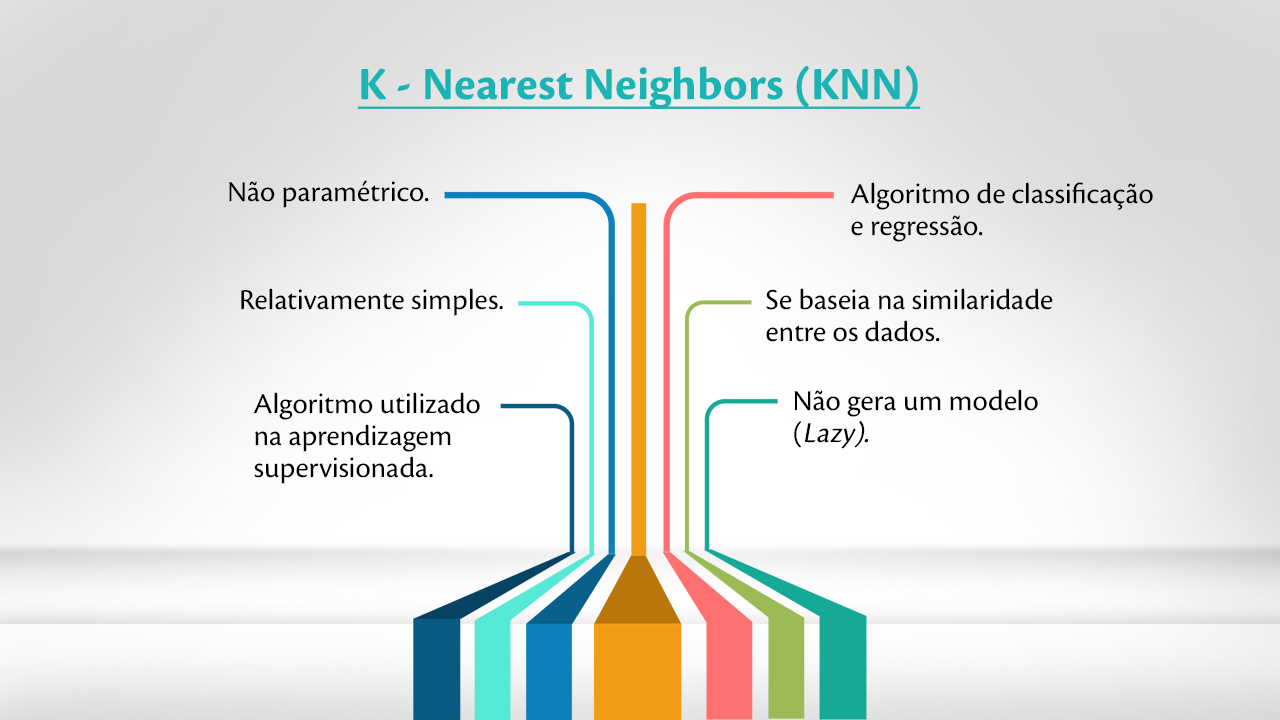 K - Nearest Neighbors (KNN)
Não paramétrico.
Relativamente simples.
Algoritmo utilizado
na aprendizagem
supervisionada.
Algoritmo de classificação
e regressão.
Se baseia na similaridade
entre os dados.
Não gera um modelo
(Lazy).